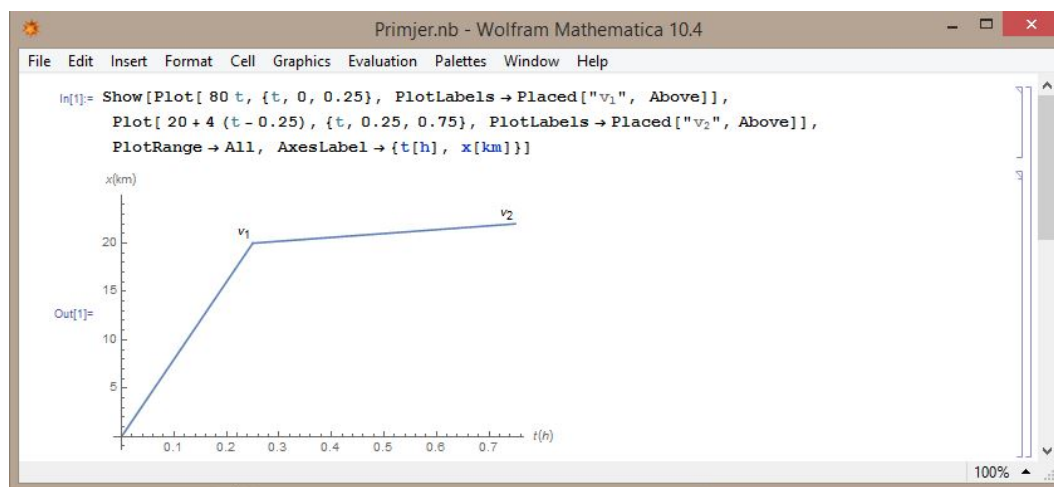 Primjer.nb - Wolfram Mathematica 10.4
File Edit Insert Format Cell Graphics Evaluation Palettes Window Help
In[1]:= Show[Plot[ 80 t, {t, 0, 0.25}, PlotLabels → Placed["v₁", Above]],
Plot[ 20 + 4 (t - 0.25), {t, 0.25, 0.75}, PlotLabels → Placed["v₂", Above]],
PlotRange → All, AxesLabel → {t[h], x[km]}]
x(km)
v₂
v₁
20
15
Out[1]=
10
5
t(h)
0.1 0.2 0.3 0.4 0.5 0.6 0.7
100%